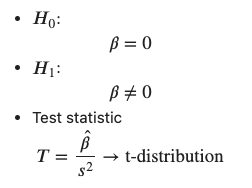 • H₀:
β = 0
• H₁:
β ≠ 0
• Test statistic
T = β̂ / s² → t-distribution